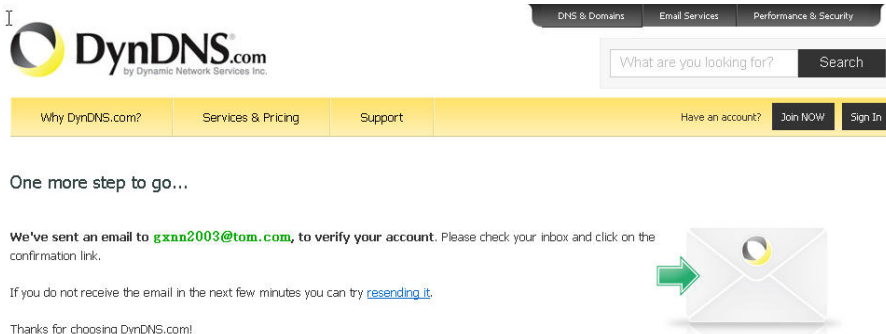 DNS & Domains Email Services Performance & Security
DynDNS.com
by Dynamic Network Services Inc.
What are you looking for? Search
Why DynDNS.com? Services & Pricing Support Have an account? Join NOW Sign In
One more step to go...
We've sent an email to gxnn2003@tom.com, to verify your account. Please check your inbox and click on the
confirmation link.
If you do not receive the email in the next few minutes you can try resending it.
Thanks for choosing DynDNS.com!